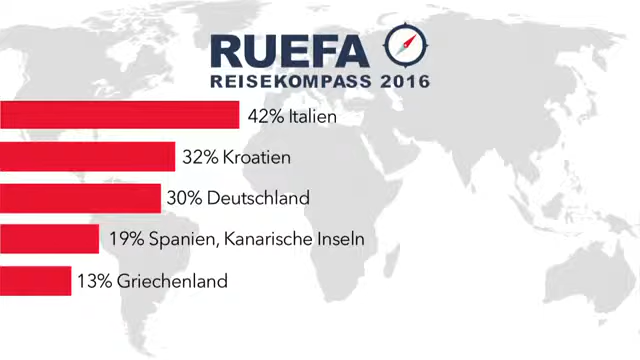 RUEFA
REISEKOMPASS 2016
42% Italien
32% Kroatien
30% Deutschland
19% Spanien, Kanarische Inseln
13% Griechenland